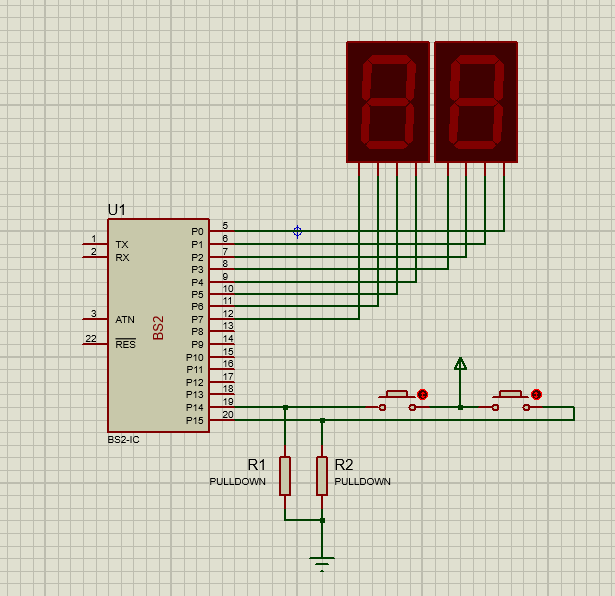 U1
1 TX
2 RX
3 ATN
22 RES
BS2
P0 5
P1 6
P2 7
P3 8
P4 9
P5 10
P6 11
P7 12
P8 13
P9 14
P10 15
P11 16
P12 17
P13 18
P14 19
P15 20
BS2-IC
R1
PULLDOWN
R2
PULLDOWN